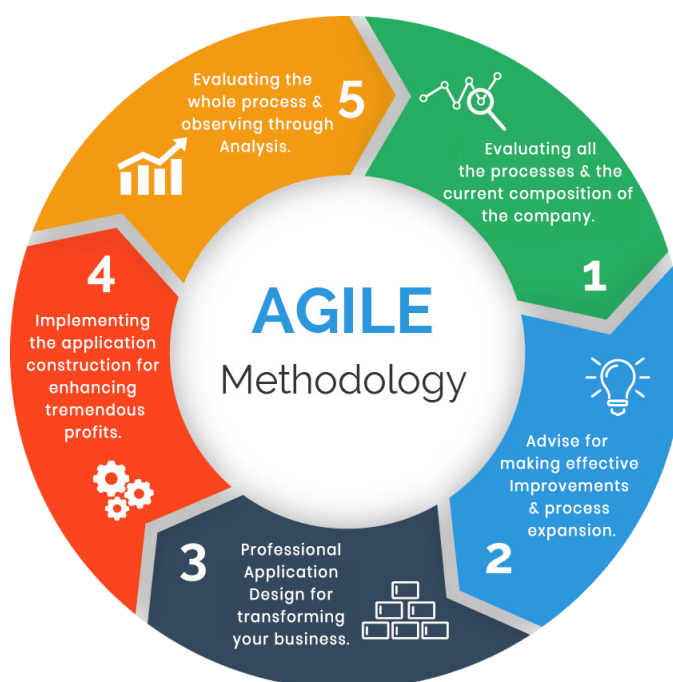 AGILE
Methodology
1
Evaluating all
the processes & the
current composition of
the company.
2
Advise for
making effective
Improvements
& process
expansion.
3
Professional
Application
Design for
transforming
your business.
4
Implementing
the application
construction for
enhancing
tremendous
profits.
5
Evaluating the
whole process &
observing through
Analysis.